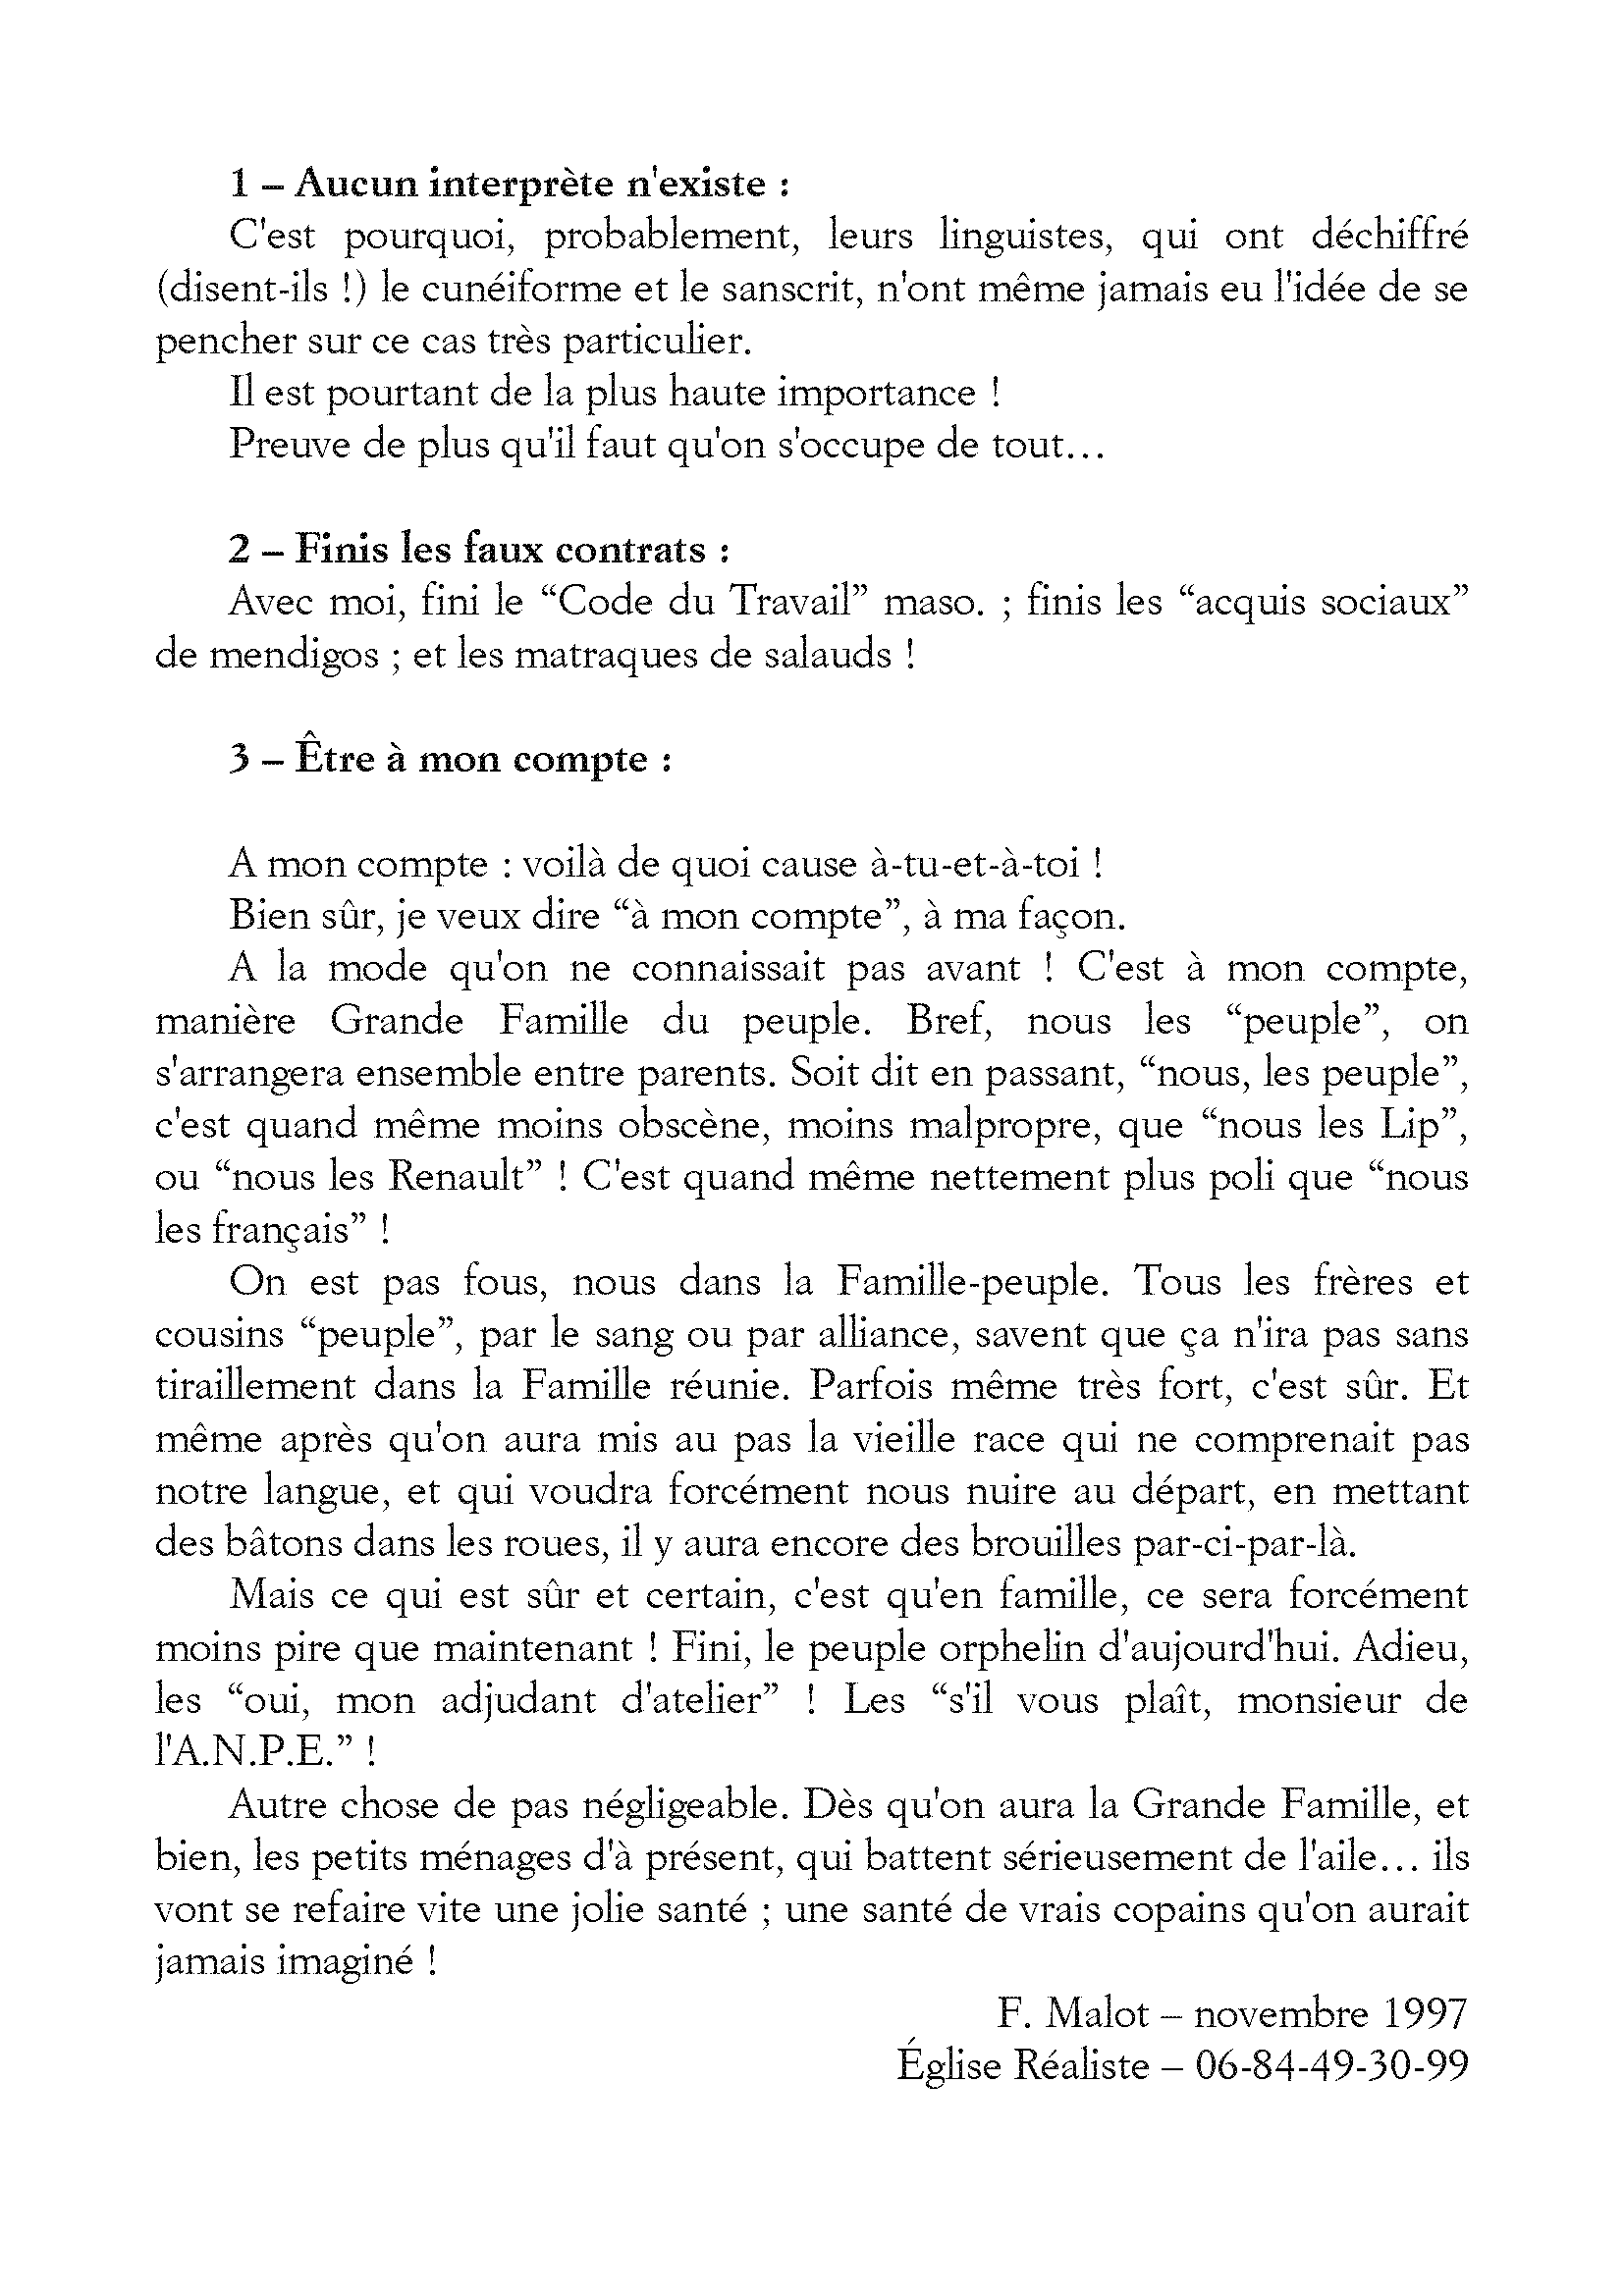 1 – Aucun interprète n'existe :
C'est pourquoi, probablement, leurs linguistes, qui ont déchiffré
(disent-ils !) le cunéiforme et le sanscrit, n'ont même jamais eu l'idée de se
pencher sur ce cas très particulier.
Il est pourtant de la plus haute importance !
Preuve de plus qu'il faut qu'on s'occupe de tout…
2 – Finis les faux contrats :
Avec moi, fini le “Code du Travail” maso. ; finis les “acquis sociaux”
de mendigos ; et les matraques de salauds !
3 – Être à mon compte :
A mon compte : voilà de quoi cause à-tu-et-à-toi !
Bien sûr, je veux dire “à mon compte”, à ma façon.
A la mode qu'on ne connaissait pas avant ! C'est à mon compte,
manière Grande Famille du peuple. Bref, nous les “peuple”, on
s'arrangera ensemble entre parents. Soit dit en passant, “nous, les peuple”,
c'est quand même moins obscène, moins malpropre, que “nous les Lip”,
ou “nous les Renault” ! C'est quand même nettement plus poli que “nous
les français” !
On est pas fous, nous dans la Famille-peuple. Tous les frères et
cousins “peuple”, par le sang ou par alliance, savent que ça n'ira pas sans
tiraillement dans la Famille réunie. Parfois même très fort, c'est sûr. Et
même après qu'on aura mis au pas la vieille race qui ne comprenait pas
notre langue, et qui voudra forcément nous nuire au départ, en mettant
des bâtons dans les roues, il y aura encore des brouilles par-ci-par-là.
Mais ce qui est sûr et certain, c'est qu'en famille, ce sera forcément
moins pire que maintenant ! Fini, le peuple orphelin d'aujourd'hui. Adieu,
les “oui, mon adjudant d'atelier” ! Les “s'il vous plaît, monsieur de
l'A.N.P.E.” !
Autre chose de pas négligeable. Dès qu'on aura la Grande Famille, et
bien, les petits ménages d'à présent, qui battent sérieusement de l'aile… ils
vont se refaire vite une jolie santé ; une santé de vrais copains qu'on aurait
jamais imaginé !
F. Malot – novembre 1997
Église Réaliste – 06-84-49-30-99